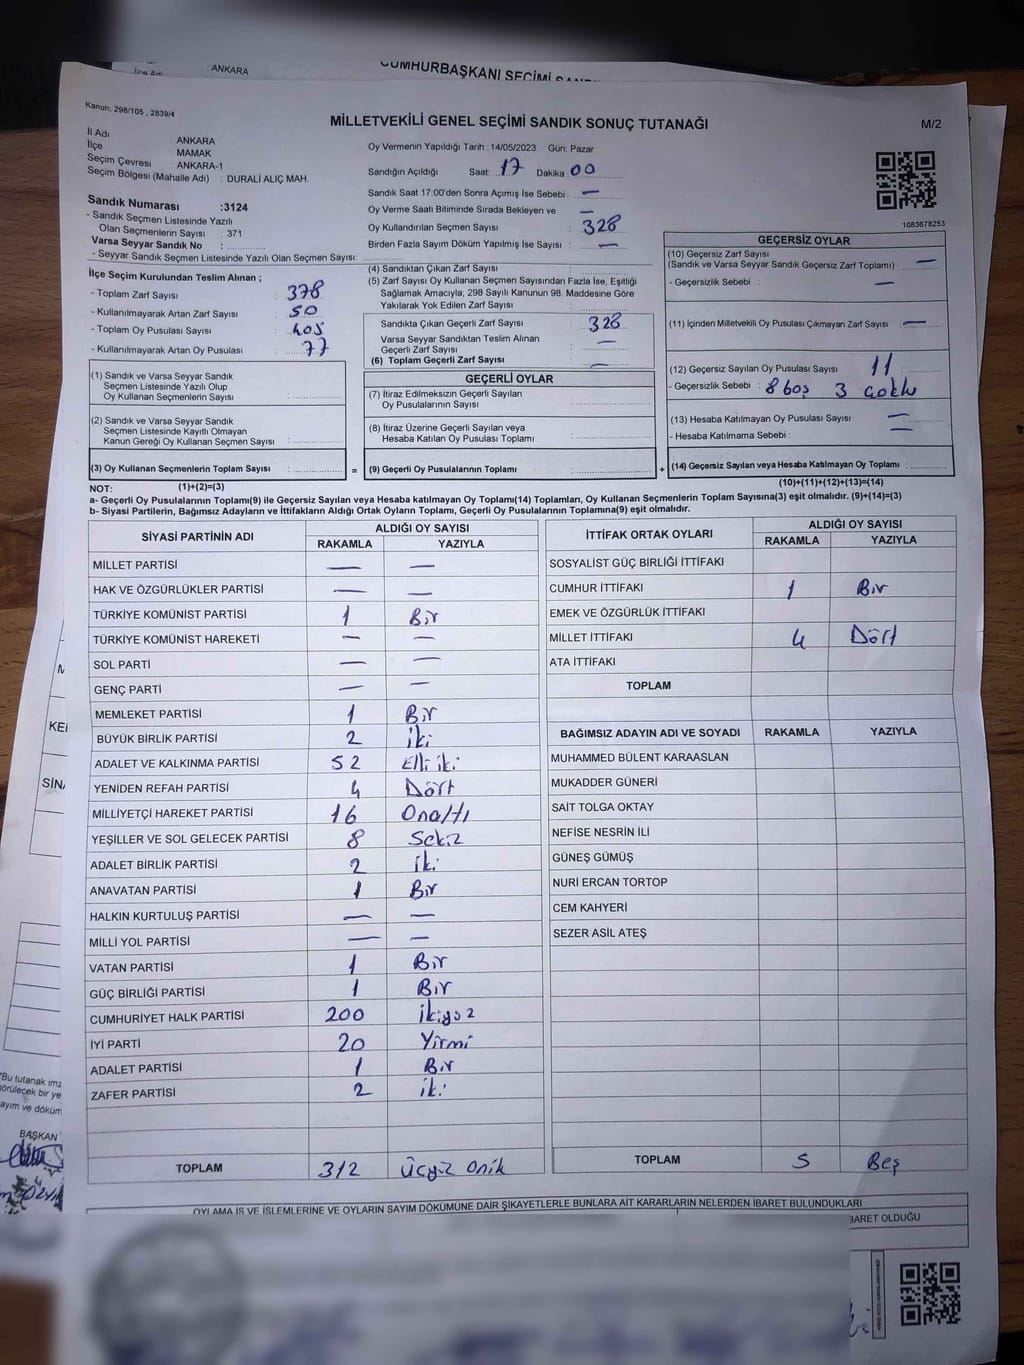 ANKARA
CUMHURBAŞKANI SEÇİMİ
Kanun: 298/105 , 2839/4
MİLLETVEKİLİ GENEL SEÇİMİ SANDIK SONUÇ TUTANAĞI
M/2
İl Adı : ANKARA
İlçe : MAMAK
Seçim Çevresi : ANKARA-1
Seçim Bölgesi (Mahalle Adı) : DURALİ ALIÇ MAH.
Oy Vermenin Yapıldığı Tarih :14/05/2023 Gün: Pazar
Sandığın Açıldığı Saat: 17 Dakika 00
Sandık Saat 17:00'den Sonra Açımış İse Sebebi : —
Oy Verme Saati Bitiminde Sırada Bekleyen ve —
Oy Kullandırılan Seçmen Sayısı : 328
Birden Fazla Sayım Döküm Yapılmış İse Sayısı : —
1083678253
Sandık Numarası :3124
- Sandık Seçmen Listesinde Yazılı
Olan Seçmenlerin Sayısı : 371
Varsa Seyyar Sandık No :
- Seyyar Sandık Seçmen Listesinde Yazılı Olan Seçmen Sayısı:
İlçe Seçim Kurulundan Teslim Alınan ;
- Toplam Zarf Sayısı : 378
- Kullanılmayarak Artan Zarf Sayısı : 50
- Toplam Oy Pusulası Sayısı : 405
- Kullanılmayarak Artan Oy Pusulası : 77
(1) Sandık ve Varsa Seyyar Sandık
Seçmen Listesinde Yazılı Olup
Oy Kullanan Seçmenlerin Sayısı :
(2) Sandık ve Varsa Seyyar Sandık
Seçmen Listesinde Kayıtlı Olmayan
Kanun Gereği Oy Kullanan Seçmen Sayısı :
(3) Oy Kullanan Seçmenlerin Toplam Sayısı :
=
(4) Sandıktan Çıkan Zarf Sayısı :
(5) Zarf Sayısı Oy Kullanan Seçmen Sayısından Fazla İse, Eşitliği
Sağlamak Amacıyla; 298 Sayılı Kanunun 98. Maddesine Göre
Yakılarak Yok Edilen Zarf Sayısı :
Sandıkta Çıkan Geçerli Zarf Sayısı : 328
Varsa Seyyar Sandıktan Teslim Alınan —
Geçerli Zarf Sayısı :
(6) Toplam Geçerli Zarf Sayısı : —
GEÇERLİ OYLAR
(7) İtiraz Edilmeksizin Geçerli Sayılan
Oy Pusulalarının Sayısı :
(8) İtiraz Üzerine Geçerli Sayılan veya
Hesaba Katılan Oy Pusulası Toplamı :
(9) Geçerli Oy Pusulalarının Toplamı :
+
GEÇERSİZ OYLAR
(10) Geçersiz Zarf Sayısı
(Sandık ve Varsa Seyyar Sandık Geçersiz Zarf Toplamı) : —
- Geçersizlik Sebebi : —
(11) İçinden Milletvekili Oy Pusulası Çıkmayan Zarf Sayısı : —
(12) Geçersiz Sayılan Oy Pusulası Sayısı : 11
- Geçersizlik Sebebi : 8 boş 3 çoklu
(13) Hesaba Katılmayan Oy Pusulası Sayısı : —
- Hesaba Katılmama Sebebi : —
(14) Geçersiz Sayılan veya Hesaba Katılmayan Oy Toplamı :
NOT: (1)+(2)=(3)
(10)+(11)+(12)+(13)=(14)
a- Geçerli Oy Pusulalarının Toplamı(9) ile Geçersiz Sayılan veya Hesaba katılmayan Oy Toplamı(14) Toplamları, Oy Kullanan Seçmenlerin Toplam Sayısına(3) eşit olmalıdır. (9)+(14)=(3)
b- Siyasi Partilerin, Bağımsız Adayların ve İttifakların Aldığı Ortak Oyların Toplamı, Geçerli Oy Pusulalarının Toplamına(9) eşit olmalıdır.
SİYASİ PARTİNİN ADI ALDIĞI OY SAYISI
RAKAMLA YAZIYLA
MİLLET PARTİSİ — —
HAK VE ÖZGÜRLÜKLER PARTİSİ — —
TÜRKİYE KOMÜNİST PARTİSİ 1 Bir
TÜRKİYE KOMÜNİST HAREKETİ — —
SOL PARTİ — —
GENÇ PARTİ — —
MEMLEKET PARTİSİ 1 Bir
BÜYÜK BİRLİK PARTİSİ 2 İki
ADALET VE KALKINMA PARTİSİ 52 Elli iki
YENİDEN REFAH PARTİSİ 4 Dört
MİLLİYETÇİ HAREKET PARTİSİ 16 Onaltı
YEŞİLLER VE SOL GELECEK PARTİSİ 8 Sekiz
ADALET BİRLİK PARTİSİ 2 İki
ANAVATAN PARTİSİ 1 Bir
HALKIN KURTULUŞ PARTİSİ — —
MİLLİ YOL PARTİSİ — —
VATAN PARTİSİ 1 Bir
GÜÇ BİRLİĞİ PARTİSİ 1 Bir
CUMHURİYET HALK PARTİSİ 200 İkiyüz
İYİ PARTİ 20 Yirmi
ADALET PARTİSİ 1 Bir
ZAFER PARTİSİ 2 iki
TOPLAM 312 Üçyüz Onik
İTTİFAK ORTAK OYLARI ALDIĞI OY SAYISI
RAKAMLA YAZIYLA
SOSYALİST GÜÇ BİRLİĞİ İTTİFAKI
CUMHUR İTTİFAKI 1 Bir
EMEK VE ÖZGÜRLÜK İTTİFAKI
MİLLET İTTİFAKI 4 Dört
ATA İTTİFAKI
TOPLAM
BAĞIMSIZ ADAYIN ADI VE SOYADI RAKAMLA YAZIYLA
MUHAMMED BÜLENT KARAASLAN
MUKADDER GÜNERİ
SAİT TOLGA OKTAY
NEFİSE NESRİN İLİ
GÜNEŞ GÜMÜŞ
NURİ ERCAN TORTOP
CEM KAHYERİ
SEZER ASİL ATEŞ
TOPLAM 5 Beş
OYLAMA İŞ VE İŞLEMLERİNE VE OYLARIN SAYIM DÖKÜMÜNE DAİR ŞİKAYETLERLE BUNLARA AİT KARARLARIN NELERDEN İBARET BULUNDUKLARI
BARET OLDUĞU
KEI
SİN
"Bu tutanak imz
görülecek bir ye
ayım ve döküm
BAŞKAN